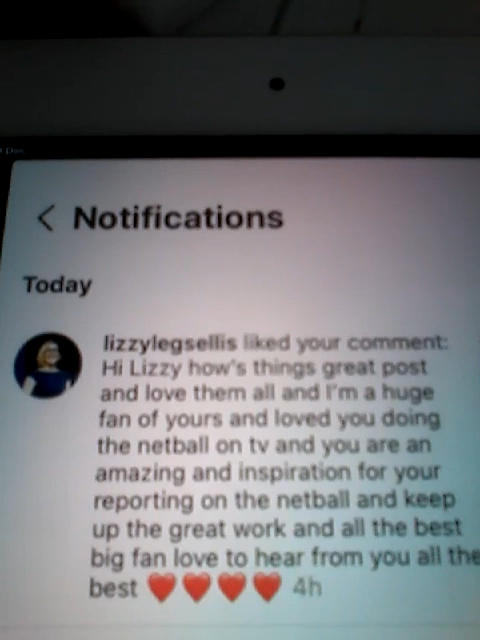 Notifications
Today
lizzylegsellis liked your comment:
Hi Lizzy how's things great post
and love them all and I'm a huge
fan of yours and loved you doing
the netball on tv and you are an
amazing and inspiration for your
reporting on the netball and keep
up the great work and all the best
big fan love to hear from you all the
best ❤️❤️❤️❤️ 4h